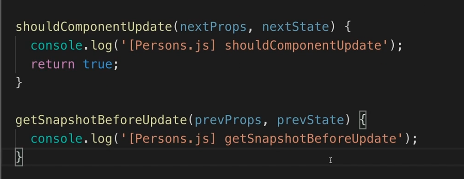 shouldComponentUpdate(nextProps, nextState) {
  console.log('[Persons.js] shouldComponentUpdate');
  return true;
}

getSnapshotBeforeUpdate(prevProps, prevState) {
  console.log('[Persons.js] getSnapshotBeforeUpdate');
}